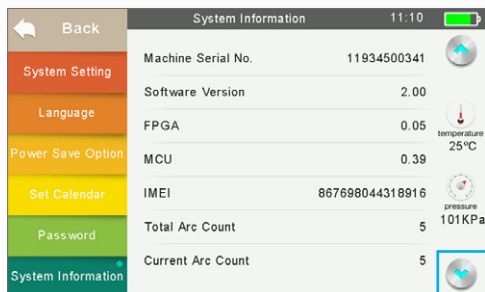 Back
System Information 11:10
System Setting
Language
Power Save Option
Set Calendar
Password
System Information
Machine Serial No. 11934500341
Software Version 2.00
FPGA 0.05
MCU 0.39
IMEI 867698044318916
Total Arc Count 5
Current Arc Count 5
temperature
25°C
pressure
101KPa